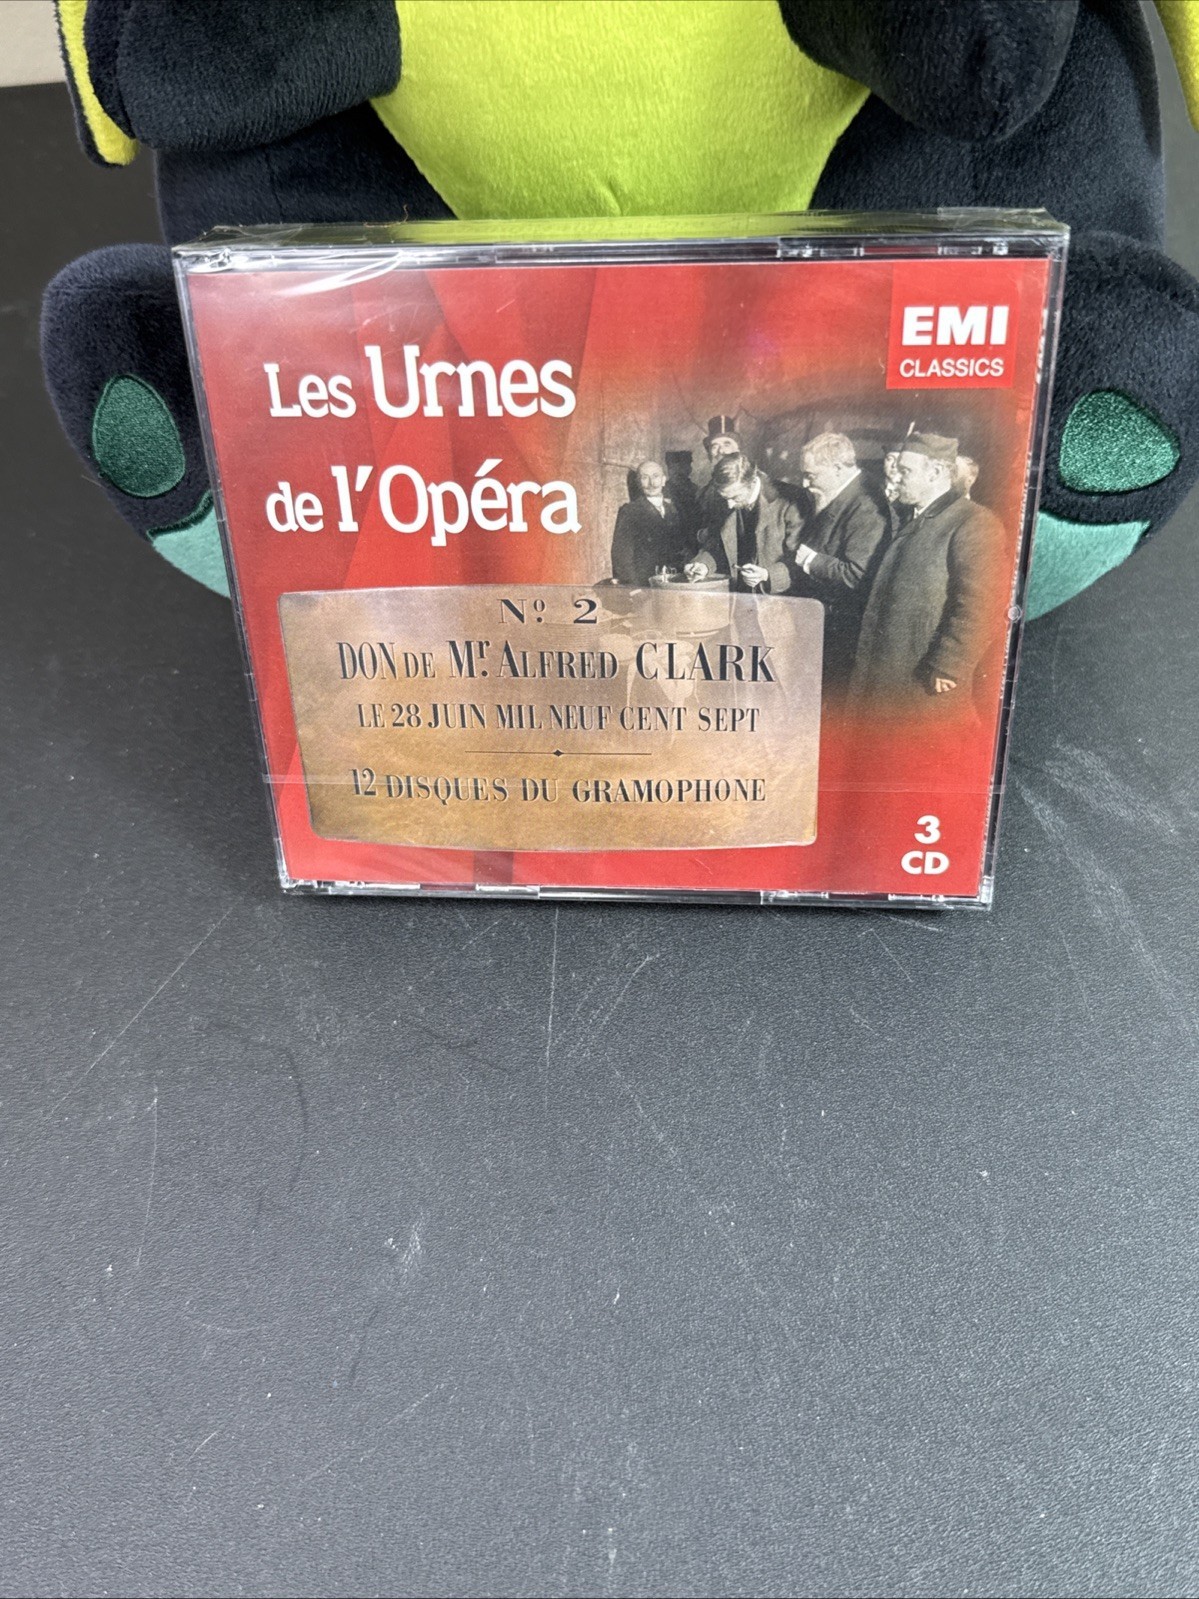 EMI
CLASSICS
Les Urnes
de l'Opéra
Nº 2
DON DE Mr. ALFRED CLARK
LE 28 JUIN MIL NEUF CENT SEPT
12 DISQUES DU GRAMOPHONE
3
CD